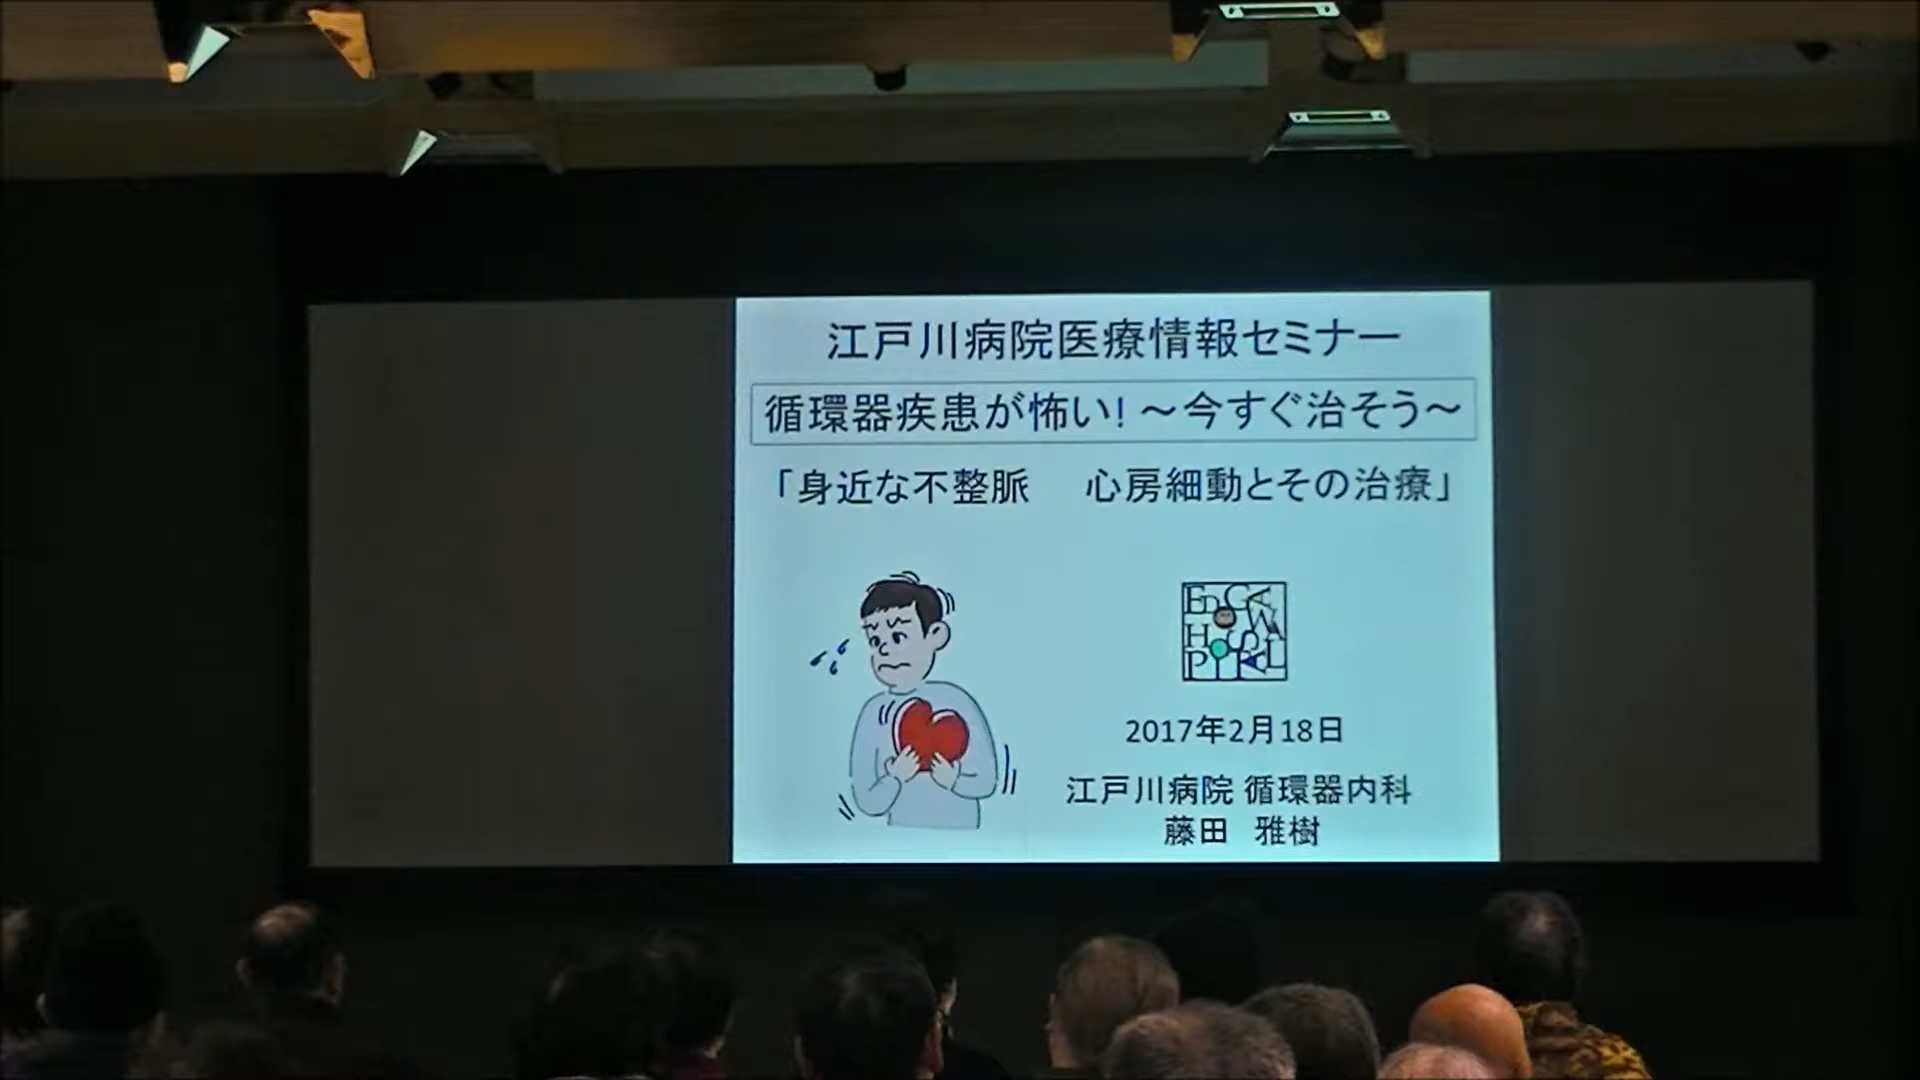 江戸川病院医療情報セミナー
循環器疾患が怖い！～今すぐ治そう～
「身近な不整脈　心房細動とその治療」
EDOGAWA
HOSPITAL
2017年2月18日
江戸川病院 循環器内科
藤田　雅樹